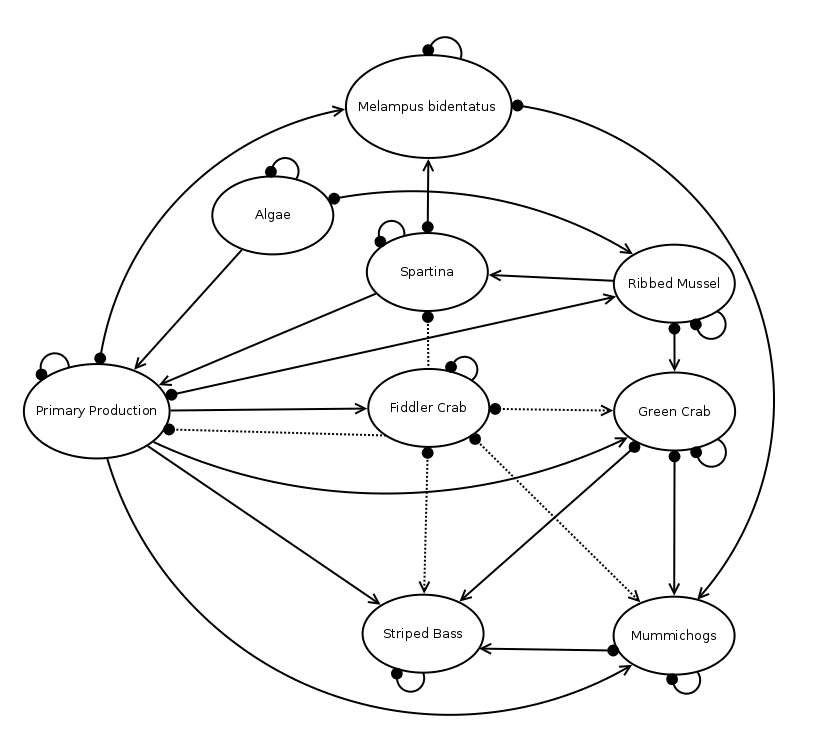 Melampus bidentatus
Algae
Spartina
Ribbed Mussel
Primary Production
Fiddler Crab
Green Crab
Striped Bass
Mummichogs